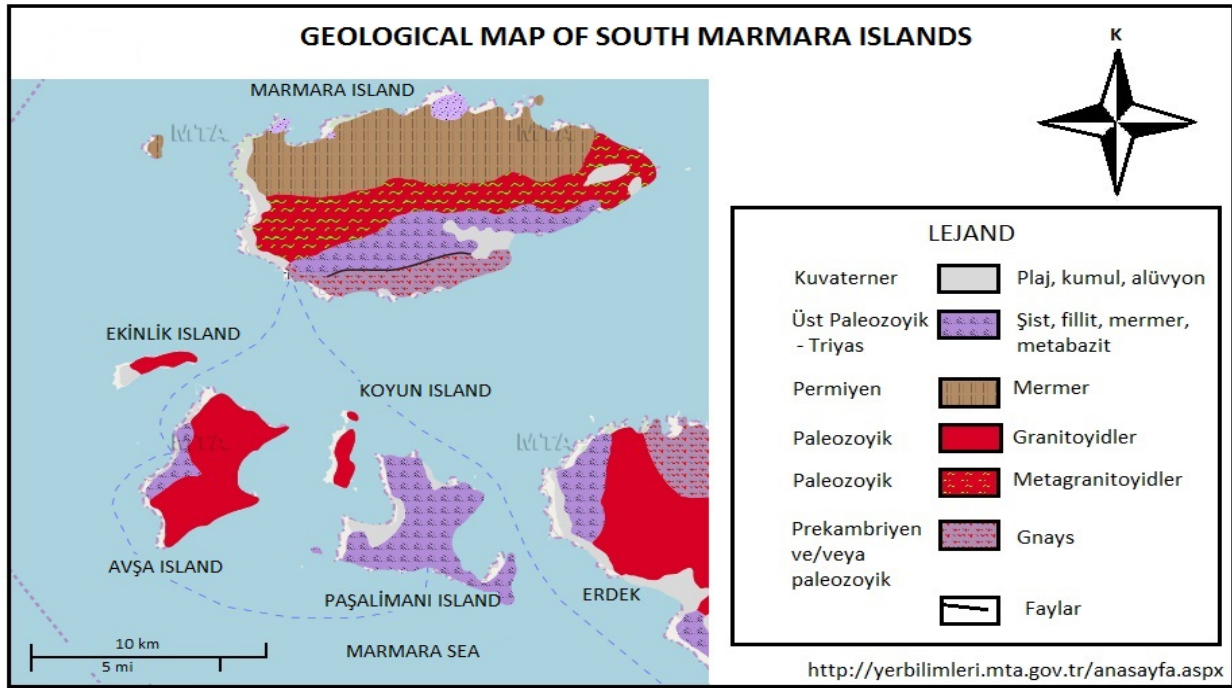 GEOLOGICAL MAP OF SOUTH MARMARA ISLANDS
K
MARMARA ISLAND
MTA
MTA
EKİNLİK ISLAND
KOYUN ISLAND
MTA
MTA
AVŞA ISLAND
PAŞALİMANI ISLAND
ERDEK
MARMARA SEA
10 km
5 mi
LEJAND
Kuvaterner
Plaj, kumul, alüvyon
Üst Paleozoyik
- Triyas
Şist, fillit, mermer,
metabazit
Permiyen
Mermer
Paleozoyik
Granitoyidler
Paleozoyik
Metagranitoyidler
Prekambriyen
ve/veya
paleozoyik
Gnays
Faylar
http://yerbilimleri.mta.gov.tr/anasayfa.aspx